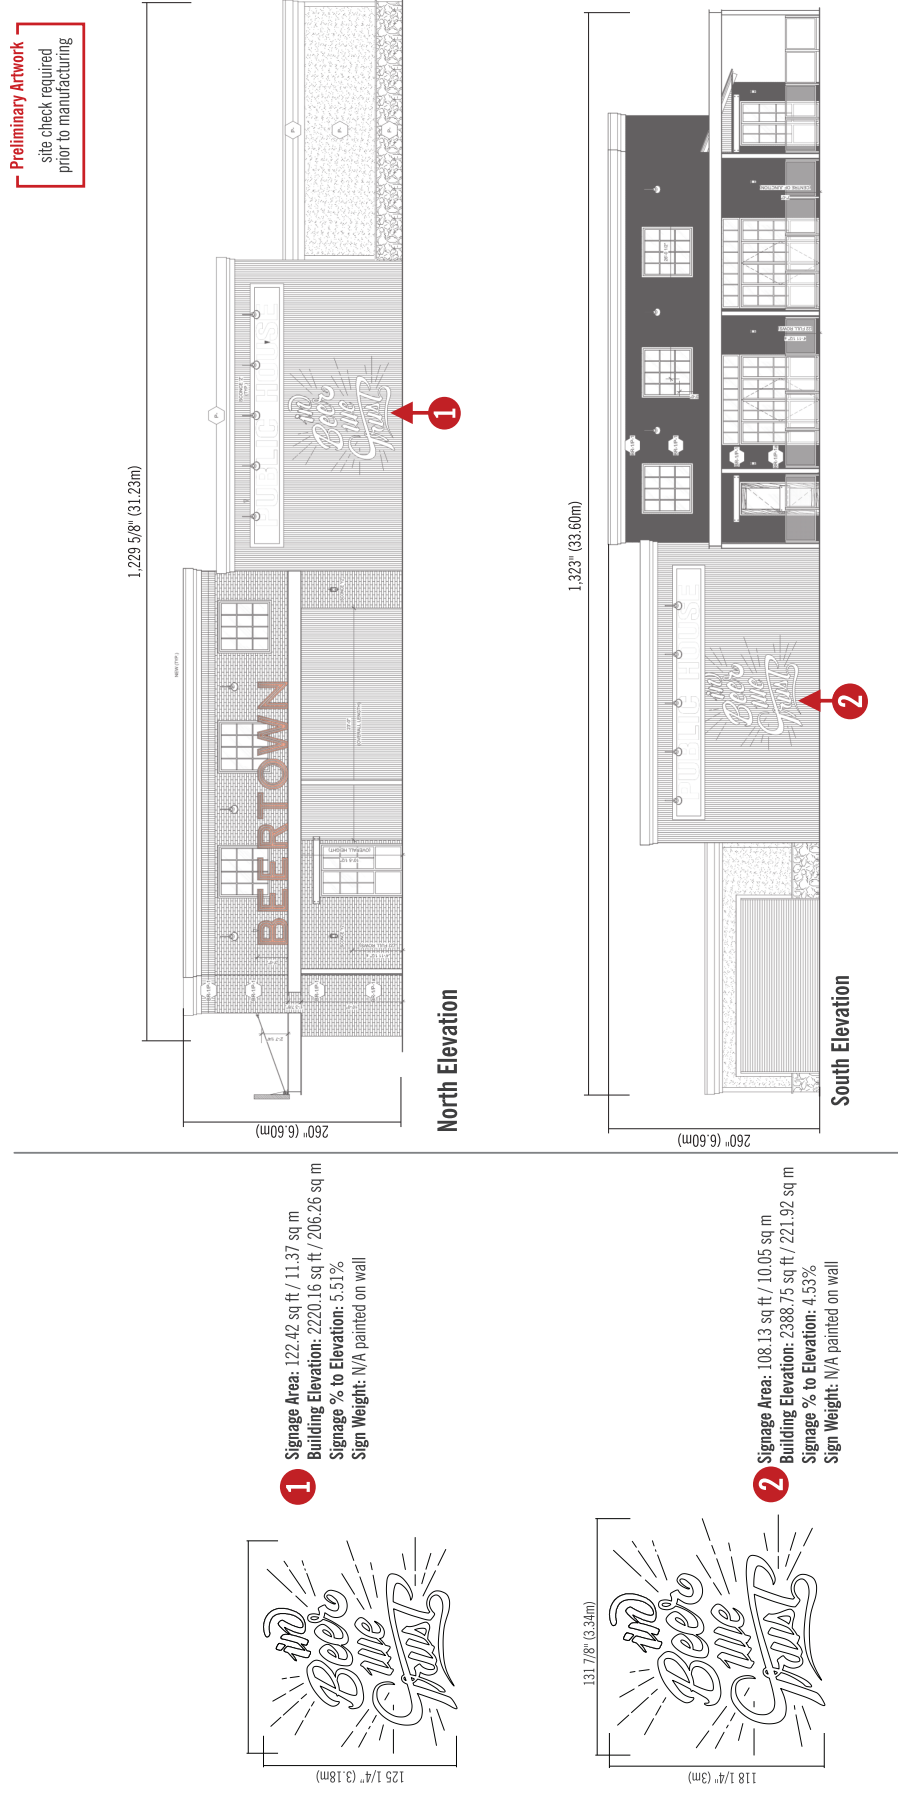 Preliminary Artwork
site check required
prior to manufacturing
1
Signage Area: 122.42 sq ft / 11.37 sq m
Building Elevation: 2220.16 sq ft / 206.26 sq m
Signage % to Elevation: 5.51%
Sign Weight: N/A painted on wall
in
Beer
we
Trust
125 1/4" (3.18m)
1,229 5/8" (31.23m)
260" (6.60m)
NEW (TYP.)
BEERTOWN
PUBLIC HOUSE
in
Beer
we
Trust
1
North Elevation
2
Signage Area: 108.13 sq ft / 10.05 sq m
Building Elevation: 2388.75 sq ft / 221.92 sq m
Signage % to Elevation: 4.53%
Sign Weight: N/A painted on wall
131 7/8" (3.34m)
in
Beer
we
Trust
118 1/4" (3m)
1,323" (33.60m)
260" (6.60m)
PUBLIC HOUSE
in
Beer
we
Trust
2
South Elevation